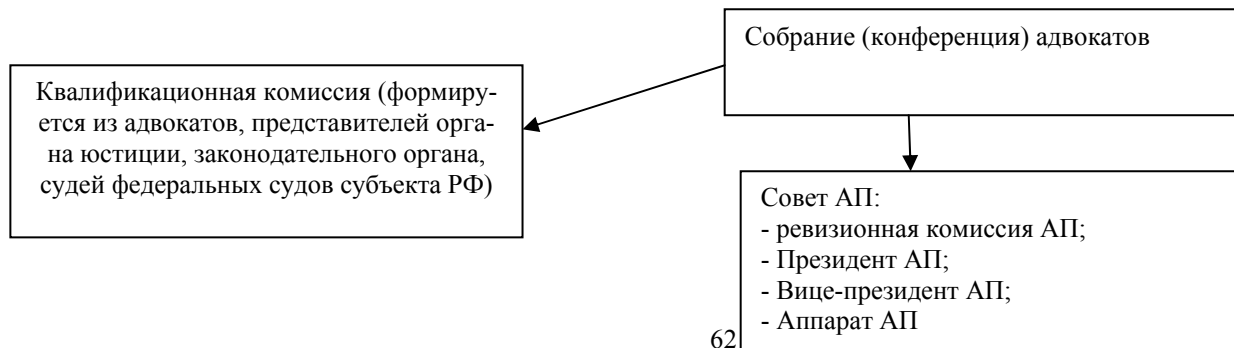 Собрание (конференция) адвокатов
Квалификационная комиссия (формиру-
ется из адвокатов, представителей орга-
на юстиции, законодательного органа,
судей федеральных судов субъекта РФ)
Совет АП:
- ревизионная комиссия АП;
- Президент АП;
- Вице-президент АП;
- Аппарат АП
62